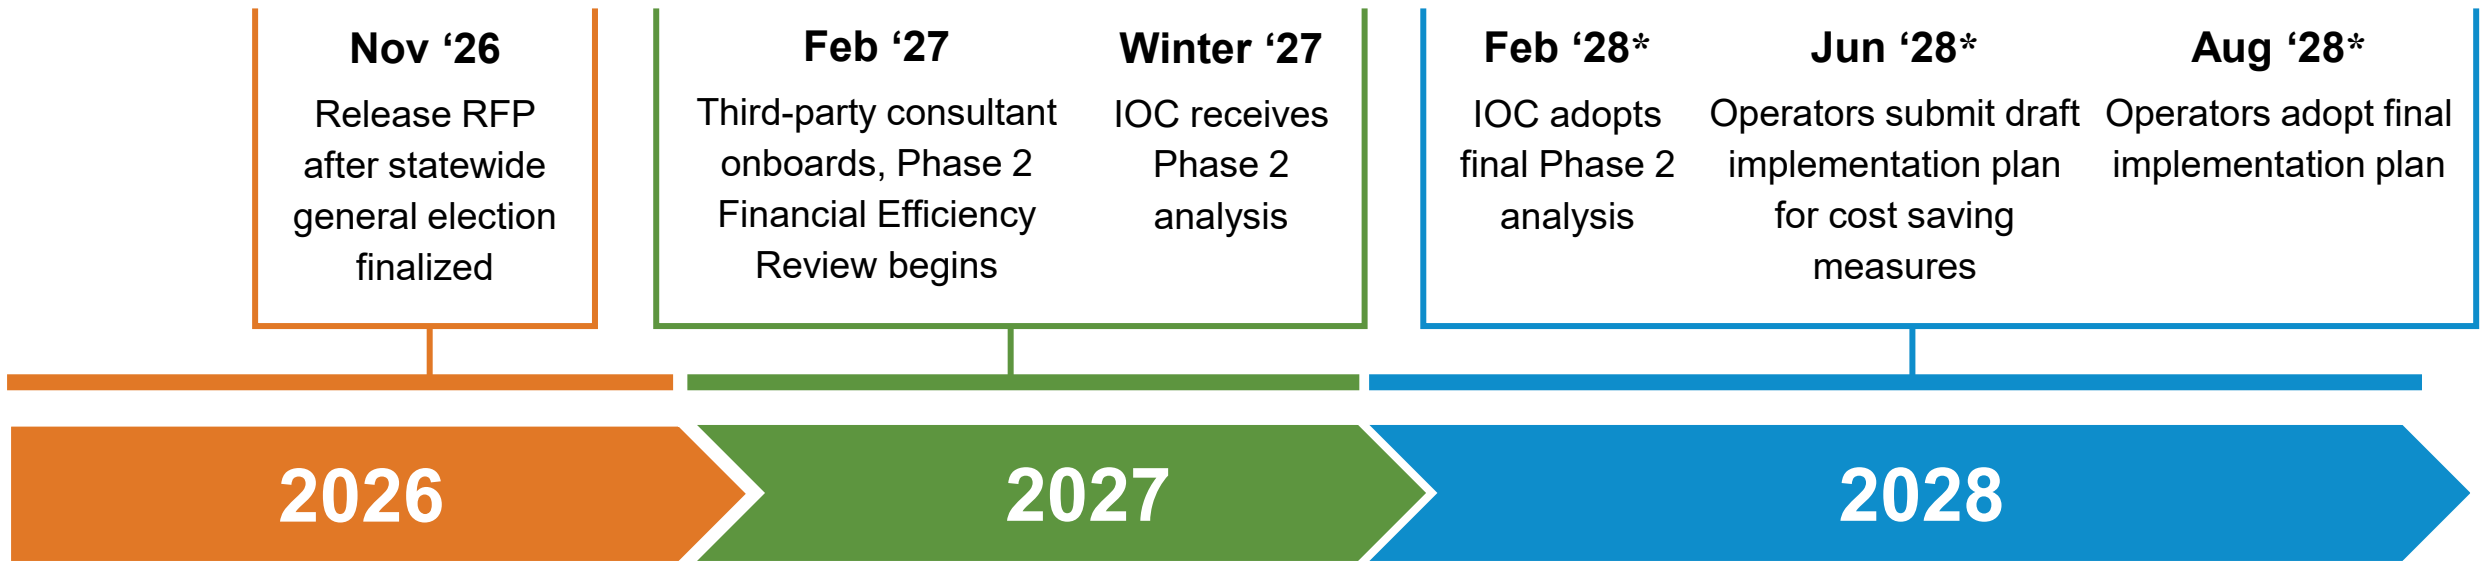 Nov ‘26
Release RFP
after statewide
general election
finalized
Feb ‘27
Third-party consultant
onboards, Phase 2
Financial Efficiency
Review begins
Winter ‘27
IOC receives
Phase 2
analysis
Feb ‘28*
IOC adopts
final Phase 2
analysis
Jun ‘28*
Operators submit draft
implementation plan
for cost saving
measures
Aug ‘28*
Operators adopt final
implementation plan
2026
2027
2028